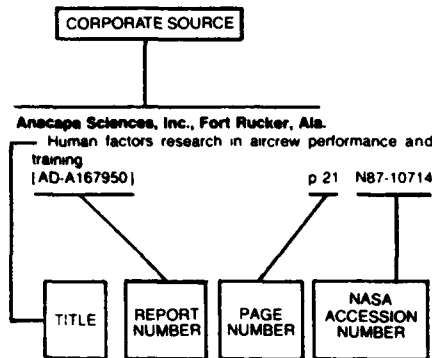 CORPORATE SOURCE
Anacapa Sciences, Inc., Fort Rucker, Ala.
Human factors research in aircrew performance and
training
[AD-A167950] p 21 N87-10714
TITLE
REPORT
NUMBER
PAGE
NUMBER
NASA
ACCESSION
NUMBER